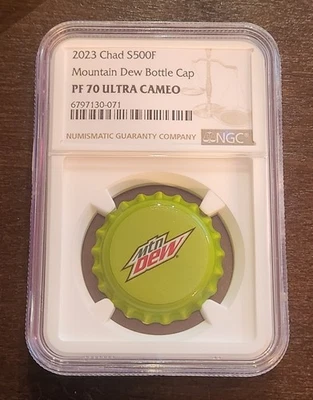 2023 Chad S500F
Mountain Dew Bottle Cap
PF 70 ULTRA CAMEO
6797130-071
NUMISMATIC GUARANTY COMPANY
NGC
Mtn
DEW